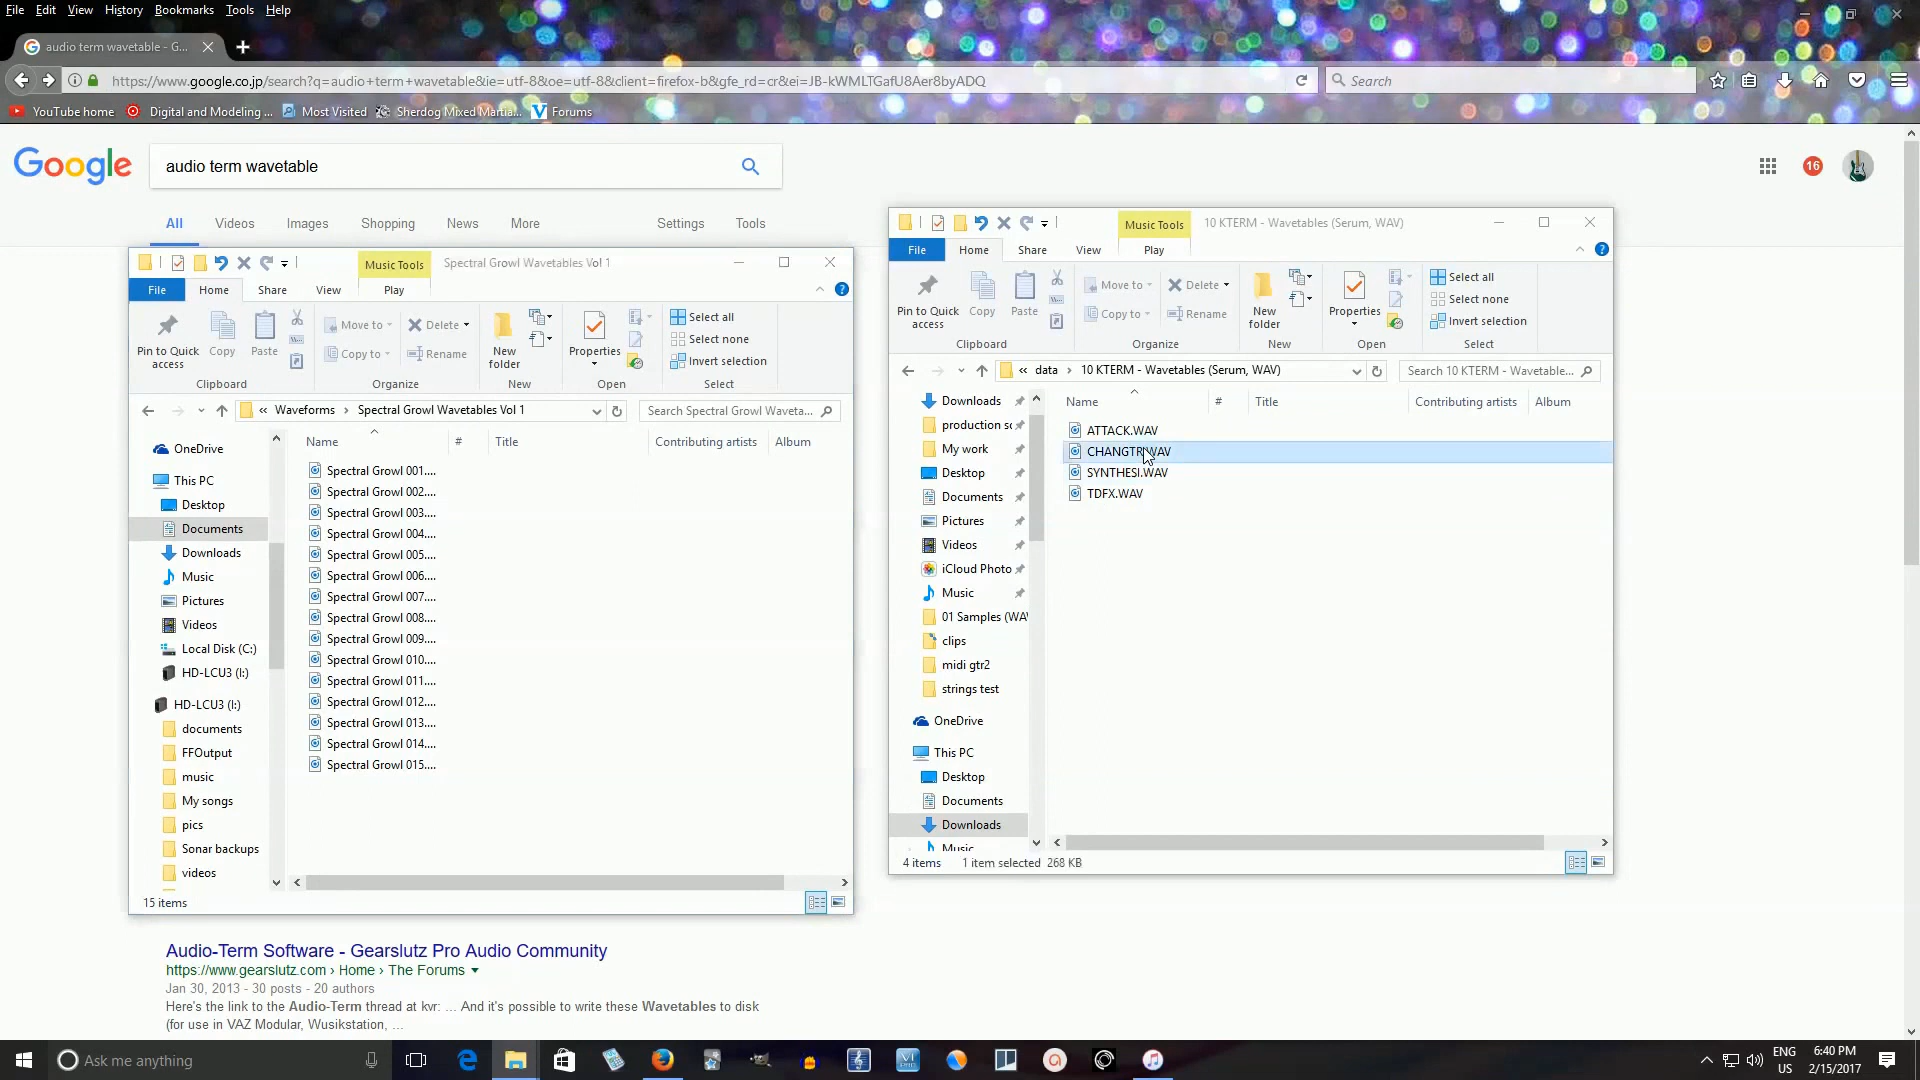 File Edit View History Bookmarks Tools Help
audio term wavetable - G...
https://www.google.co.jp/search?q=audio+term+wavetable&ie=utf-8&oe=utf-8&client=firefox-b&gfe_rd=cr&ei=JB-kWMLTGafU8Aer8byADQ
Search
YouTube home Digital and Modeling ... Most Visited Sherdog Mixed Martia... Forums
Google
audio term wavetable
16
All Videos Images Shopping News More Settings Tools
Music Tools
Spectral Growl Wavetables Vol 1
File Home Share View Play
Pin to Quick access
Copy
Paste
Move to
Copy to
Delete
Rename
New folder
Properties
Select all
Select none
Invert selection
Clipboard Organize New Open Select
Waveforms Spectral Growl Wavetables Vol 1
Search Spectral Growl Waveta...
Name # Title Contributing artists Album
OneDrive
This PC
Desktop
Documents
Downloads
Music
Pictures
Videos
Local Disk (C:)
HD-LCU3 (I:)
HD-LCU3 (I:)
documents
FFOutput
music
My songs
pics
Sonar backups
videos
Spectral Growl 001....
Spectral Growl 002....
Spectral Growl 003....
Spectral Growl 004....
Spectral Growl 005....
Spectral Growl 006....
Spectral Growl 007....
Spectral Growl 008....
Spectral Growl 009....
Spectral Growl 010....
Spectral Growl 011....
Spectral Growl 012....
Spectral Growl 013....
Spectral Growl 014....
Spectral Growl 015....
15 items
Music Tools
10 KTERM - Wavetables (Serum, WAV)
File Home Share View Play
Pin to Quick access
Copy
Paste
Move to
Copy to
Delete
Rename
New folder
Properties
Select all
Select none
Invert selection
Clipboard Organize New Open Select
data 10 KTERM - Wavetables (Serum, WAV)
Search 10 KTERM - Wavetable...
Name # Title Contributing artists Album
Downloads
production se
My work
Desktop
Documents
Pictures
Videos
iCloud Photo
Music
01 Samples (WA
clips
midi gtr2
strings test
OneDrive
This PC
Desktop
Documents
Downloads
Music
ATTACK.WAV
CHANGTRI.WAV
SYNTHESI.WAV
TDFX.WAV
4 items 1 item selected 268 KB
Audio-Term Software - Gearslutz Pro Audio Community
https://www.gearslutz.com › Home › The Forums
Jan 30, 2013 - 30 posts - 20 authors
Here's the link to the Audio-Term thread at kvr: ... And it's possible to write these Wavetables to disk
(for use in VAZ Modular, Wusikstation, ...
Ask me anything
ENG
US
6:40 PM
2/15/2017